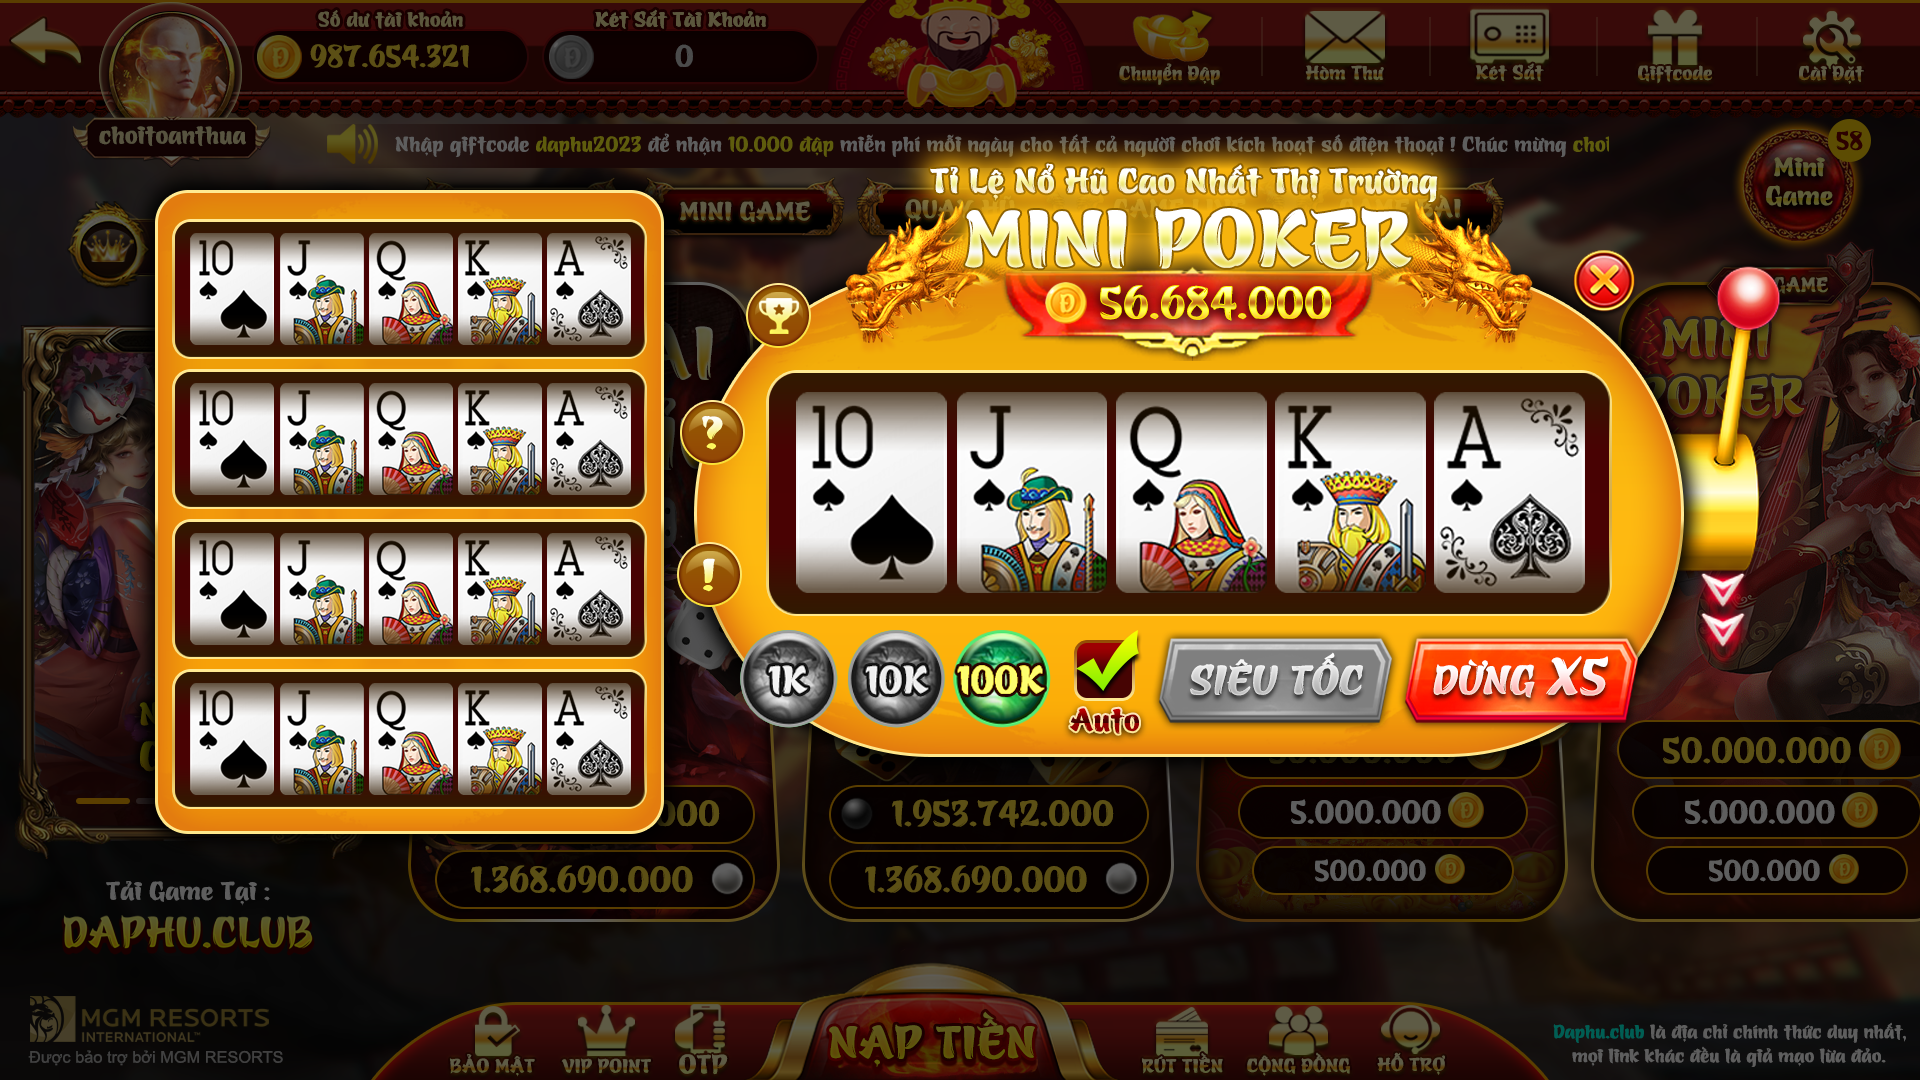 Số dư tài khoản
987.654.321
Két Sắt Tài Khoản
0
Chuyển Đập
Hòm Thư
Két Sắt
Giftcode
Cài Đặt
choitoanthua
Nhập giftcode daphu2023 để nhận 10.000 đập miễn phí mỗi ngày cho tất cả người chơi kích hoạt số điện thoại ! Chúc mừng choi
58
Mini
Game
MINI GAME
Tỉ Lệ Nổ Hũ Cao Nhất Thị Trường
MINI POKER
56.684.000
GAME
MINI
POKER
10 J Q K A
10 J Q K A
10 J Q K A
10 J Q K A
10 J Q K A
?
!
1K
10K
100K
Auto
SIÊU TỐC
DỪNG X5
000
1.368.690.000
1.953.742.000
1.368.690.000
5.000.000
500.000
50.000.000
5.000.000
500.000
Tải Game Tại :
DAPHU.CLUB
MGM RESORTS
INTERNATIONAL™
Được bảo trợ bởi MGM RESORTS
BẢO MẬT
VIP POINT
OTP
NẠP TIỀN
RÚT TIỀN
CỘNG ĐỒNG
HỖ TRỢ
Daphu.club là địa chỉ chính thức duy nhất,
mọi link khác đều là giả mạo lừa đảo.